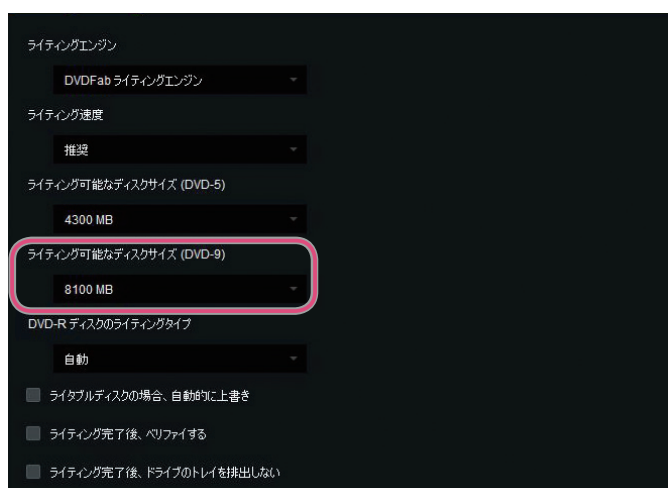 ライティングエンジン
DVDFab ライティングエンジン
ライティング速度
推奨
ライティング可能なディスクサイズ (DVD-5)
4300 MB
ライティング可能なディスクサイズ (DVD-9)
8100 MB
DVD-R ディスクのライティングタイプ
自動
ライタブルディスクの場合、自動的に上書き
ライティング完了後、ベリファイする
ライティング完了後、ドライブのトレイを排出しない